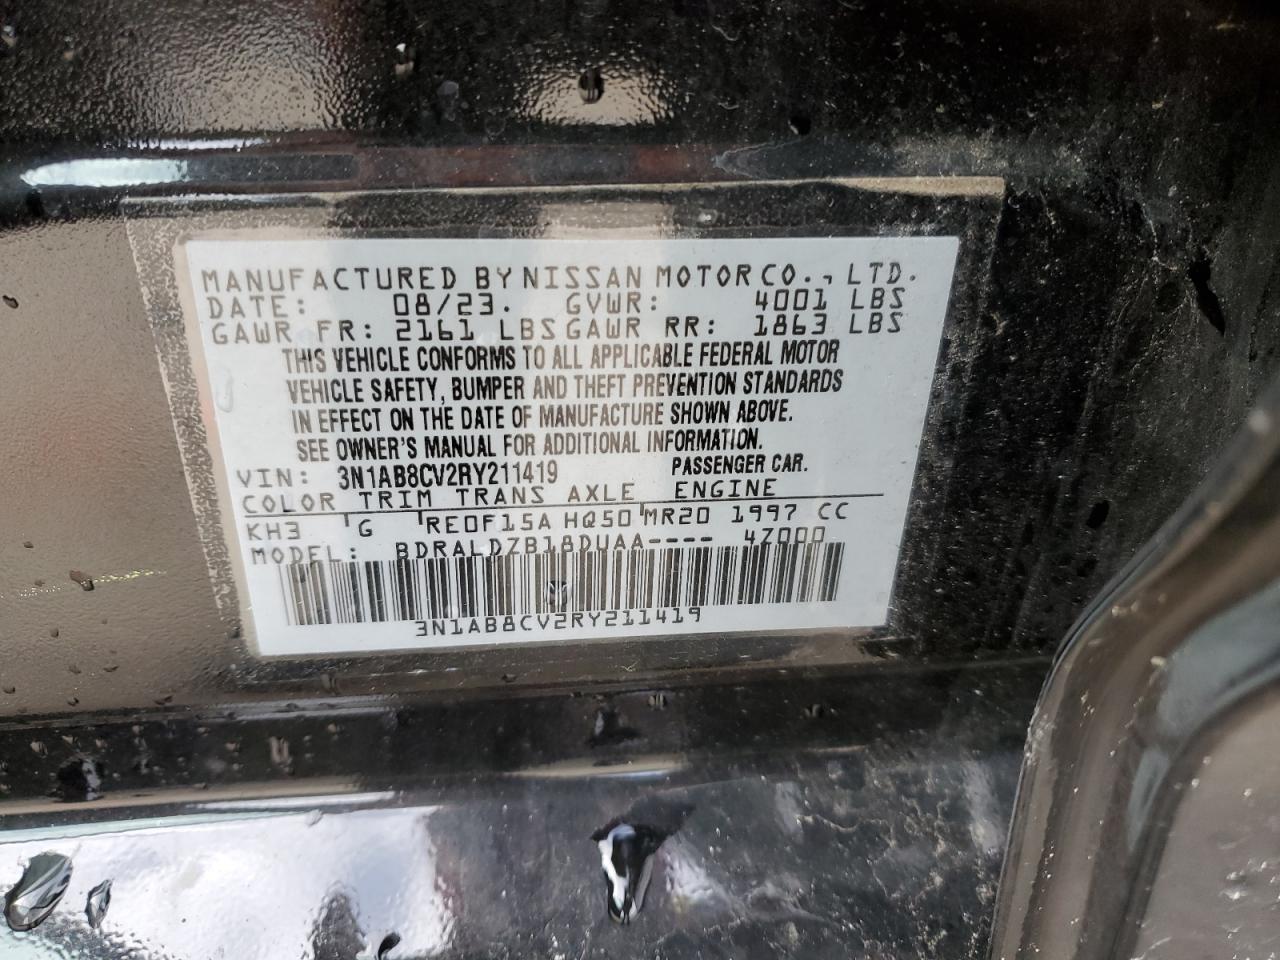 MANUFACTURED BY NISSAN MOTOR CO., LTD.
DATE: 08/23. GVWR: 4001 LBS
GAWR FR: 2161 LBS GAWR RR: 1863 LBS
THIS VEHICLE CONFORMS TO ALL APPLICABLE FEDERAL MOTOR
VEHICLE SAFETY, BUMPER AND THEFT PREVENTION STANDARDS
IN EFFECT ON THE DATE OF MANUFACTURE SHOWN ABOVE.
SEE OWNER'S MANUAL FOR ADDITIONAL INFORMATION.
VIN: 3N1AB8CV2RY211419 PASSENGER CAR.
COLOR TRIM TRANS AXLE ENGINE
KH3 G RE0F15A HQ50 MR20 1997 CC
MODEL: BDRALDZB18DUAA---- 4Z000
3N1AB8CV2RY211419